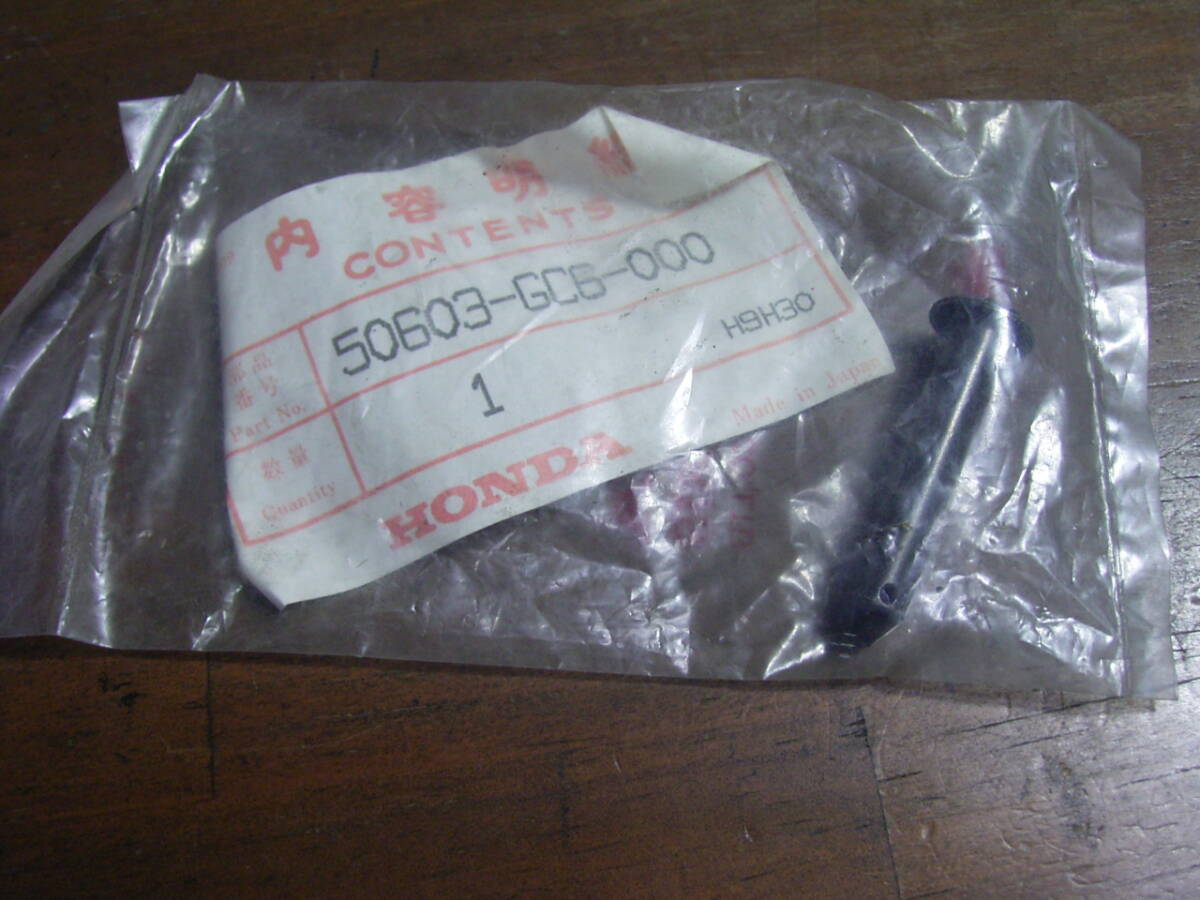 内容明細
CONTENTS
部品番号
Part No.
50603-GC6-000
数量
Quantity
1
H9H30
HONDA
Made in Japan